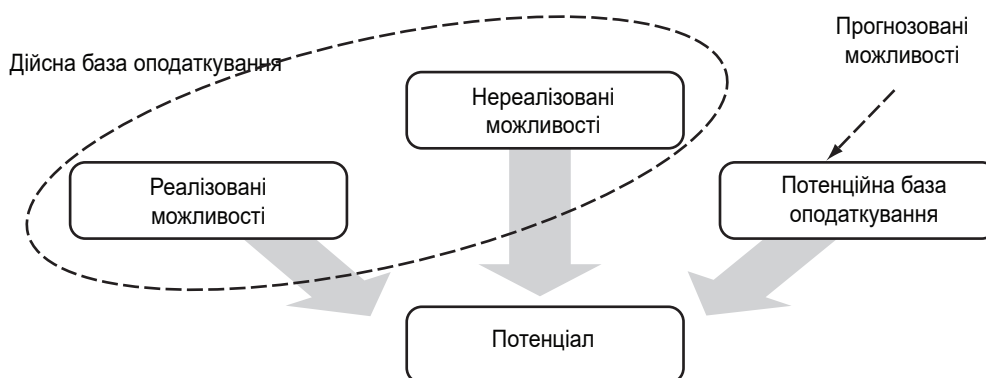 Прогнозовані
можливості
Дійсна база оподаткування
Нереалізовані
можливості
Реалізовані
можливості
Потенційна база
оподаткування
Потенціал